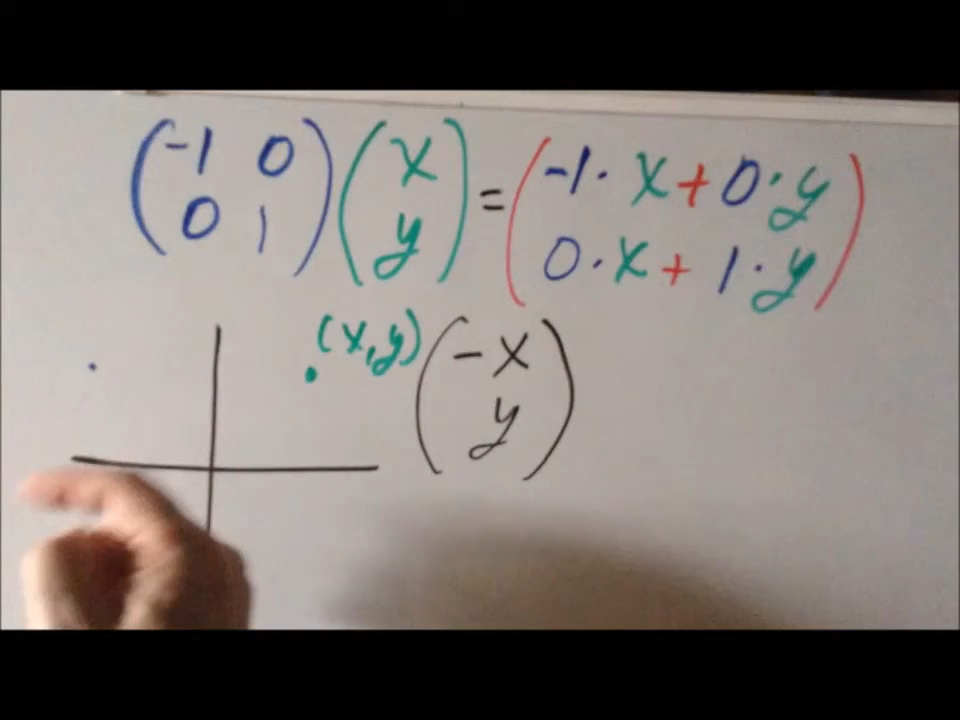 (-1 0) (x) = (-1·x+0·y)
(0 1) (y) (0·x+1·y)
(x,y) (-x)
(y)